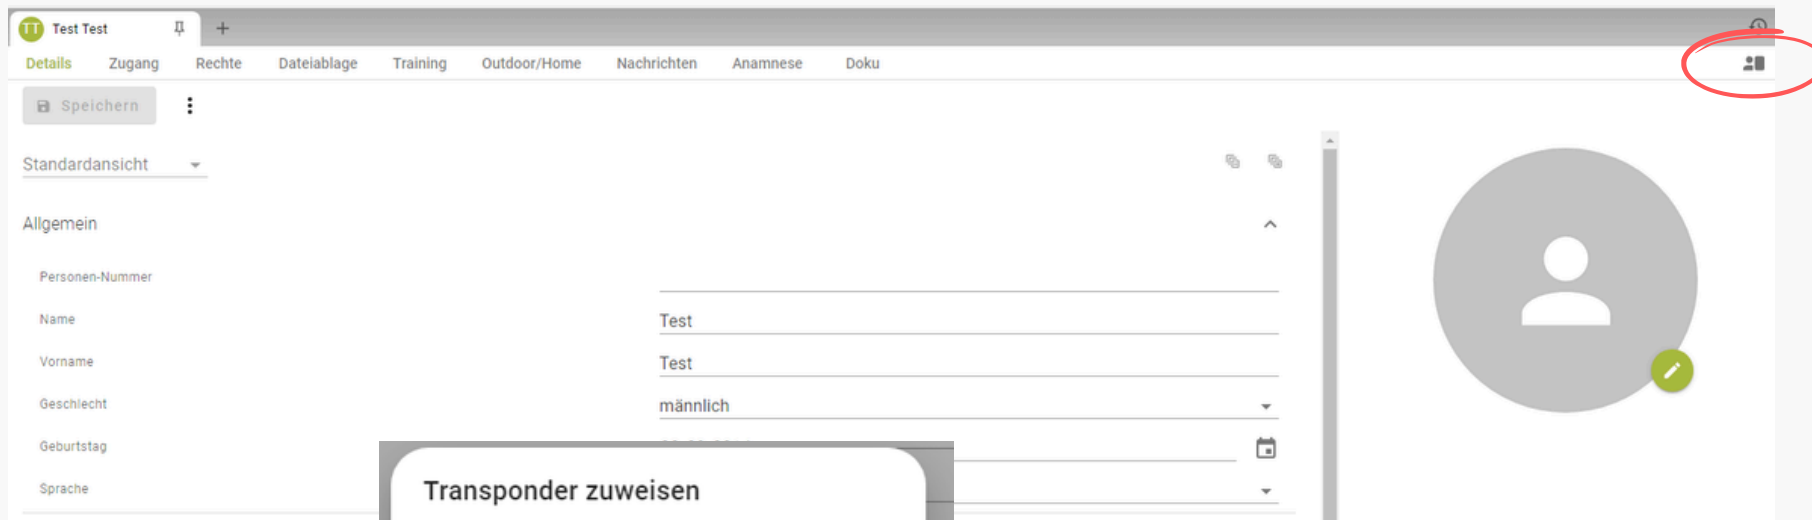 TT Test Test
Details Zugang Rechte Dateiablage Training Outdoor/Home Nachrichten Anamnese Doku
Speichern
Standardansicht
Allgemein
Personen-Nummer
Name Test
Vorname Test
Geschlecht männlich
Geburtstag
Sprache
Transponder zuweisen